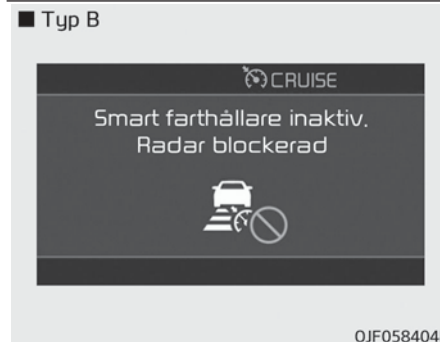 ■ Typ B
CRUISE
Smart farthållare inaktiv.
Radar blockerad
OJF058404